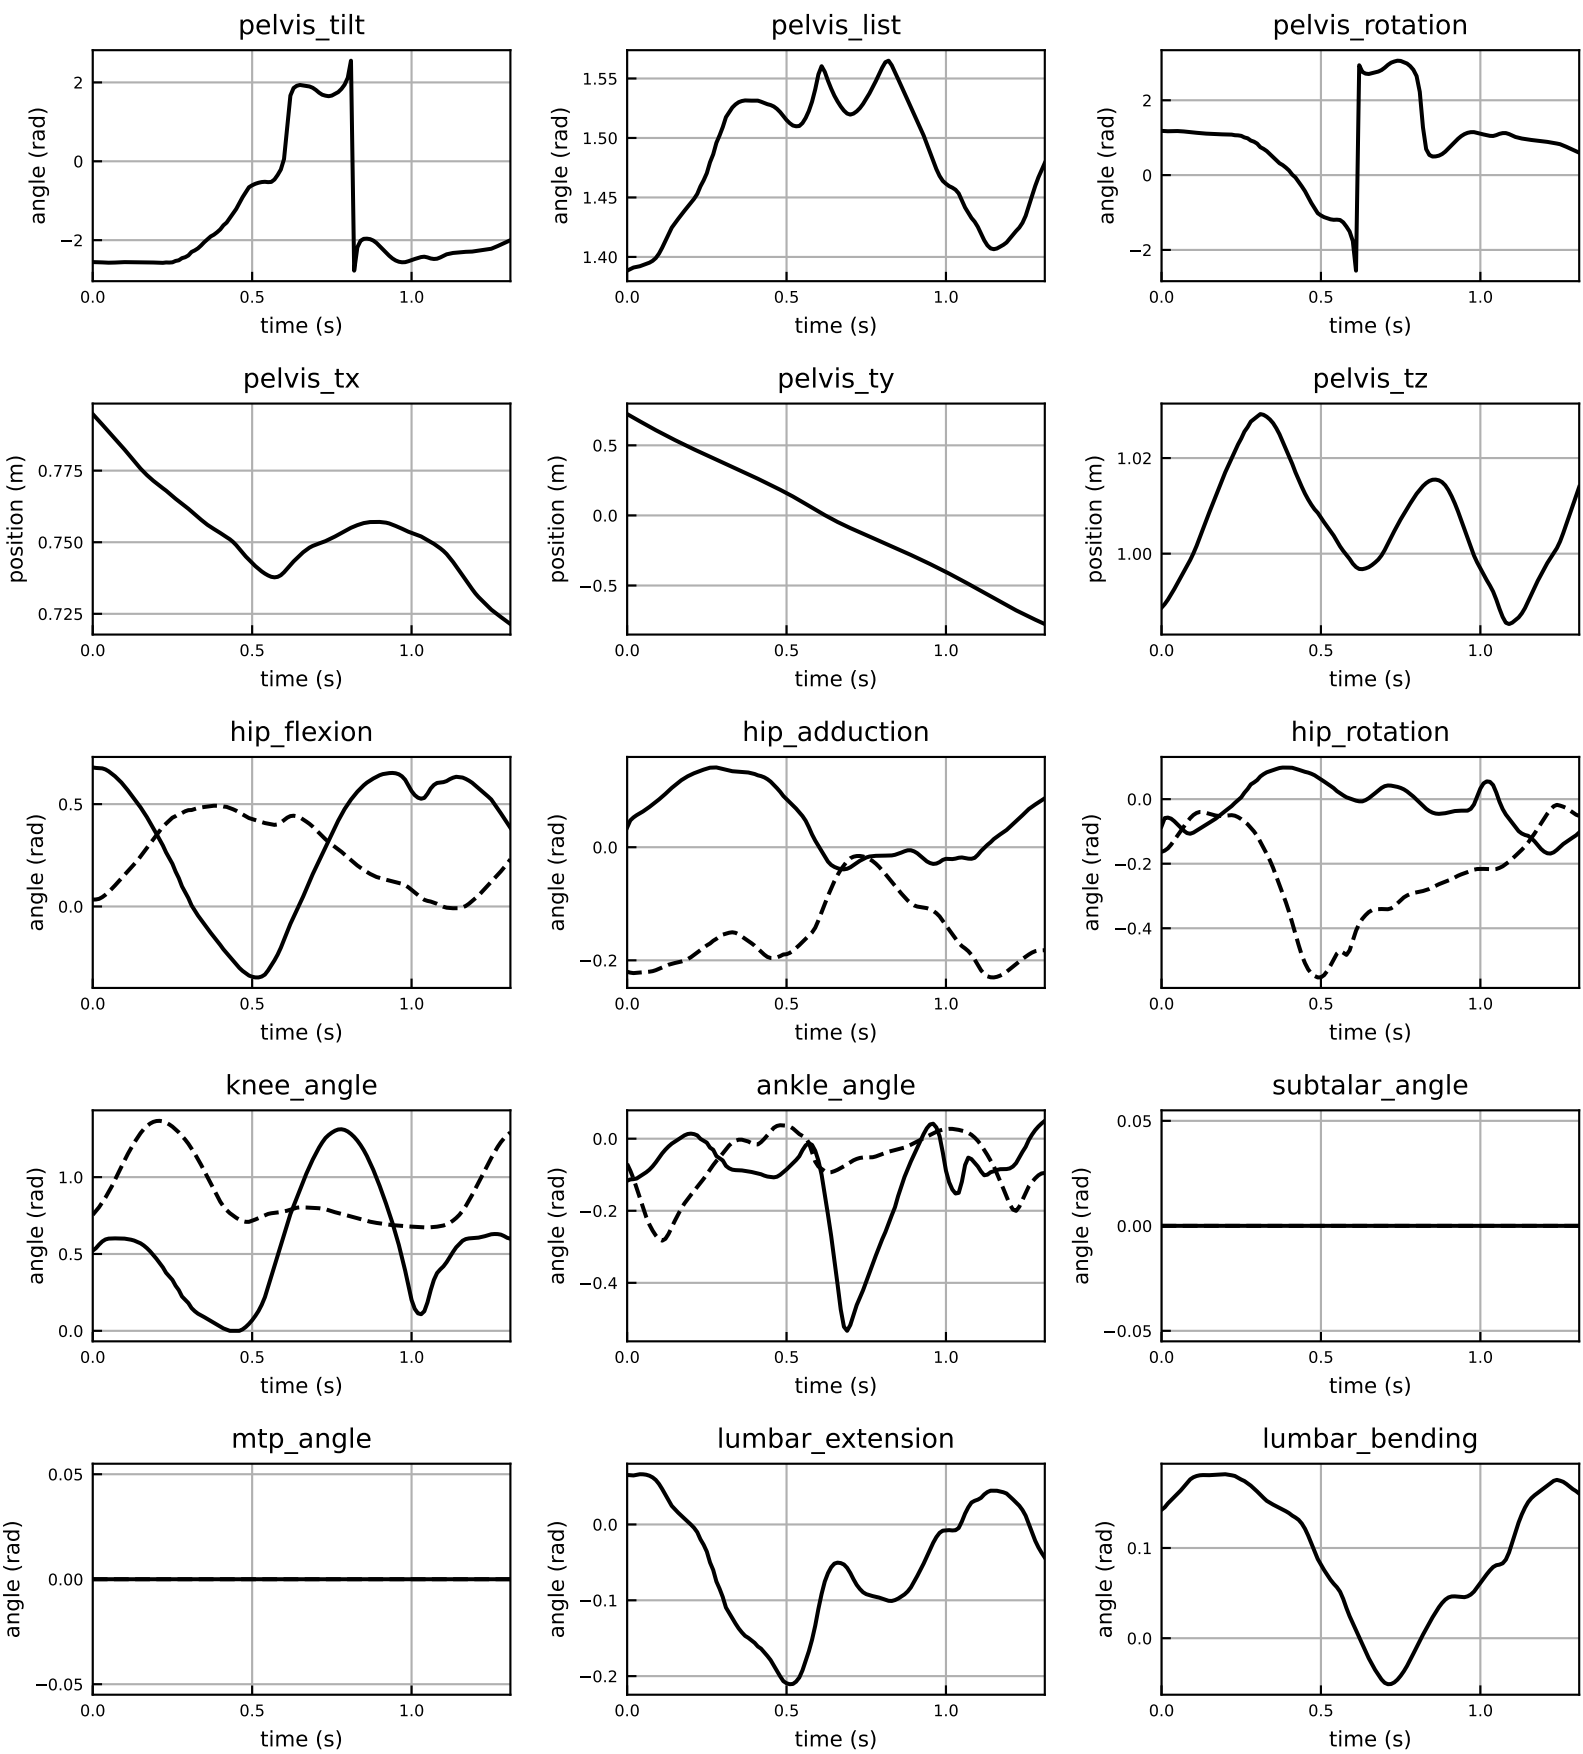 pelvis_tilt
angle (rad)
2
0
−2
0.0 0.5 1.0
time (s)
pelvis_list
angle (rad)
1.55
1.50
1.45
1.40
0.0 0.5 1.0
time (s)
pelvis_rotation
angle (rad)
2
0
−2
0.0 0.5 1.0
time (s)
pelvis_tx
position (m)
0.775
0.750
0.725
0.0 0.5 1.0
time (s)
pelvis_ty
position (m)
0.5
0.0
−0.5
0.0 0.5 1.0
time (s)
pelvis_tz
position (m)
1.02
1.00
0.0 0.5 1.0
time (s)
hip_flexion
angle (rad)
0.5
0.0
0.0 0.5 1.0
time (s)
hip_adduction
angle (rad)
0.0
−0.2
0.0 0.5 1.0
time (s)
hip_rotation
angle (rad)
0.0
−0.2
−0.4
0.0 0.5 1.0
time (s)
knee_angle
angle (rad)
1.0
0.5
0.0
0.0 0.5 1.0
time (s)
ankle_angle
angle (rad)
0.0
−0.2
−0.4
0.0 0.5 1.0
time (s)
subtalar_angle
angle (rad)
0.05
0.00
−0.05
0.0 0.5 1.0
time (s)
mtp_angle
angle (rad)
0.05
0.00
−0.05
0.0 0.5 1.0
time (s)
lumbar_extension
angle (rad)
0.0
−0.1
−0.2
0.0 0.5 1.0
time (s)
lumbar_bending
angle (rad)
0.1
0.0
0.0 0.5 1.0
time (s)